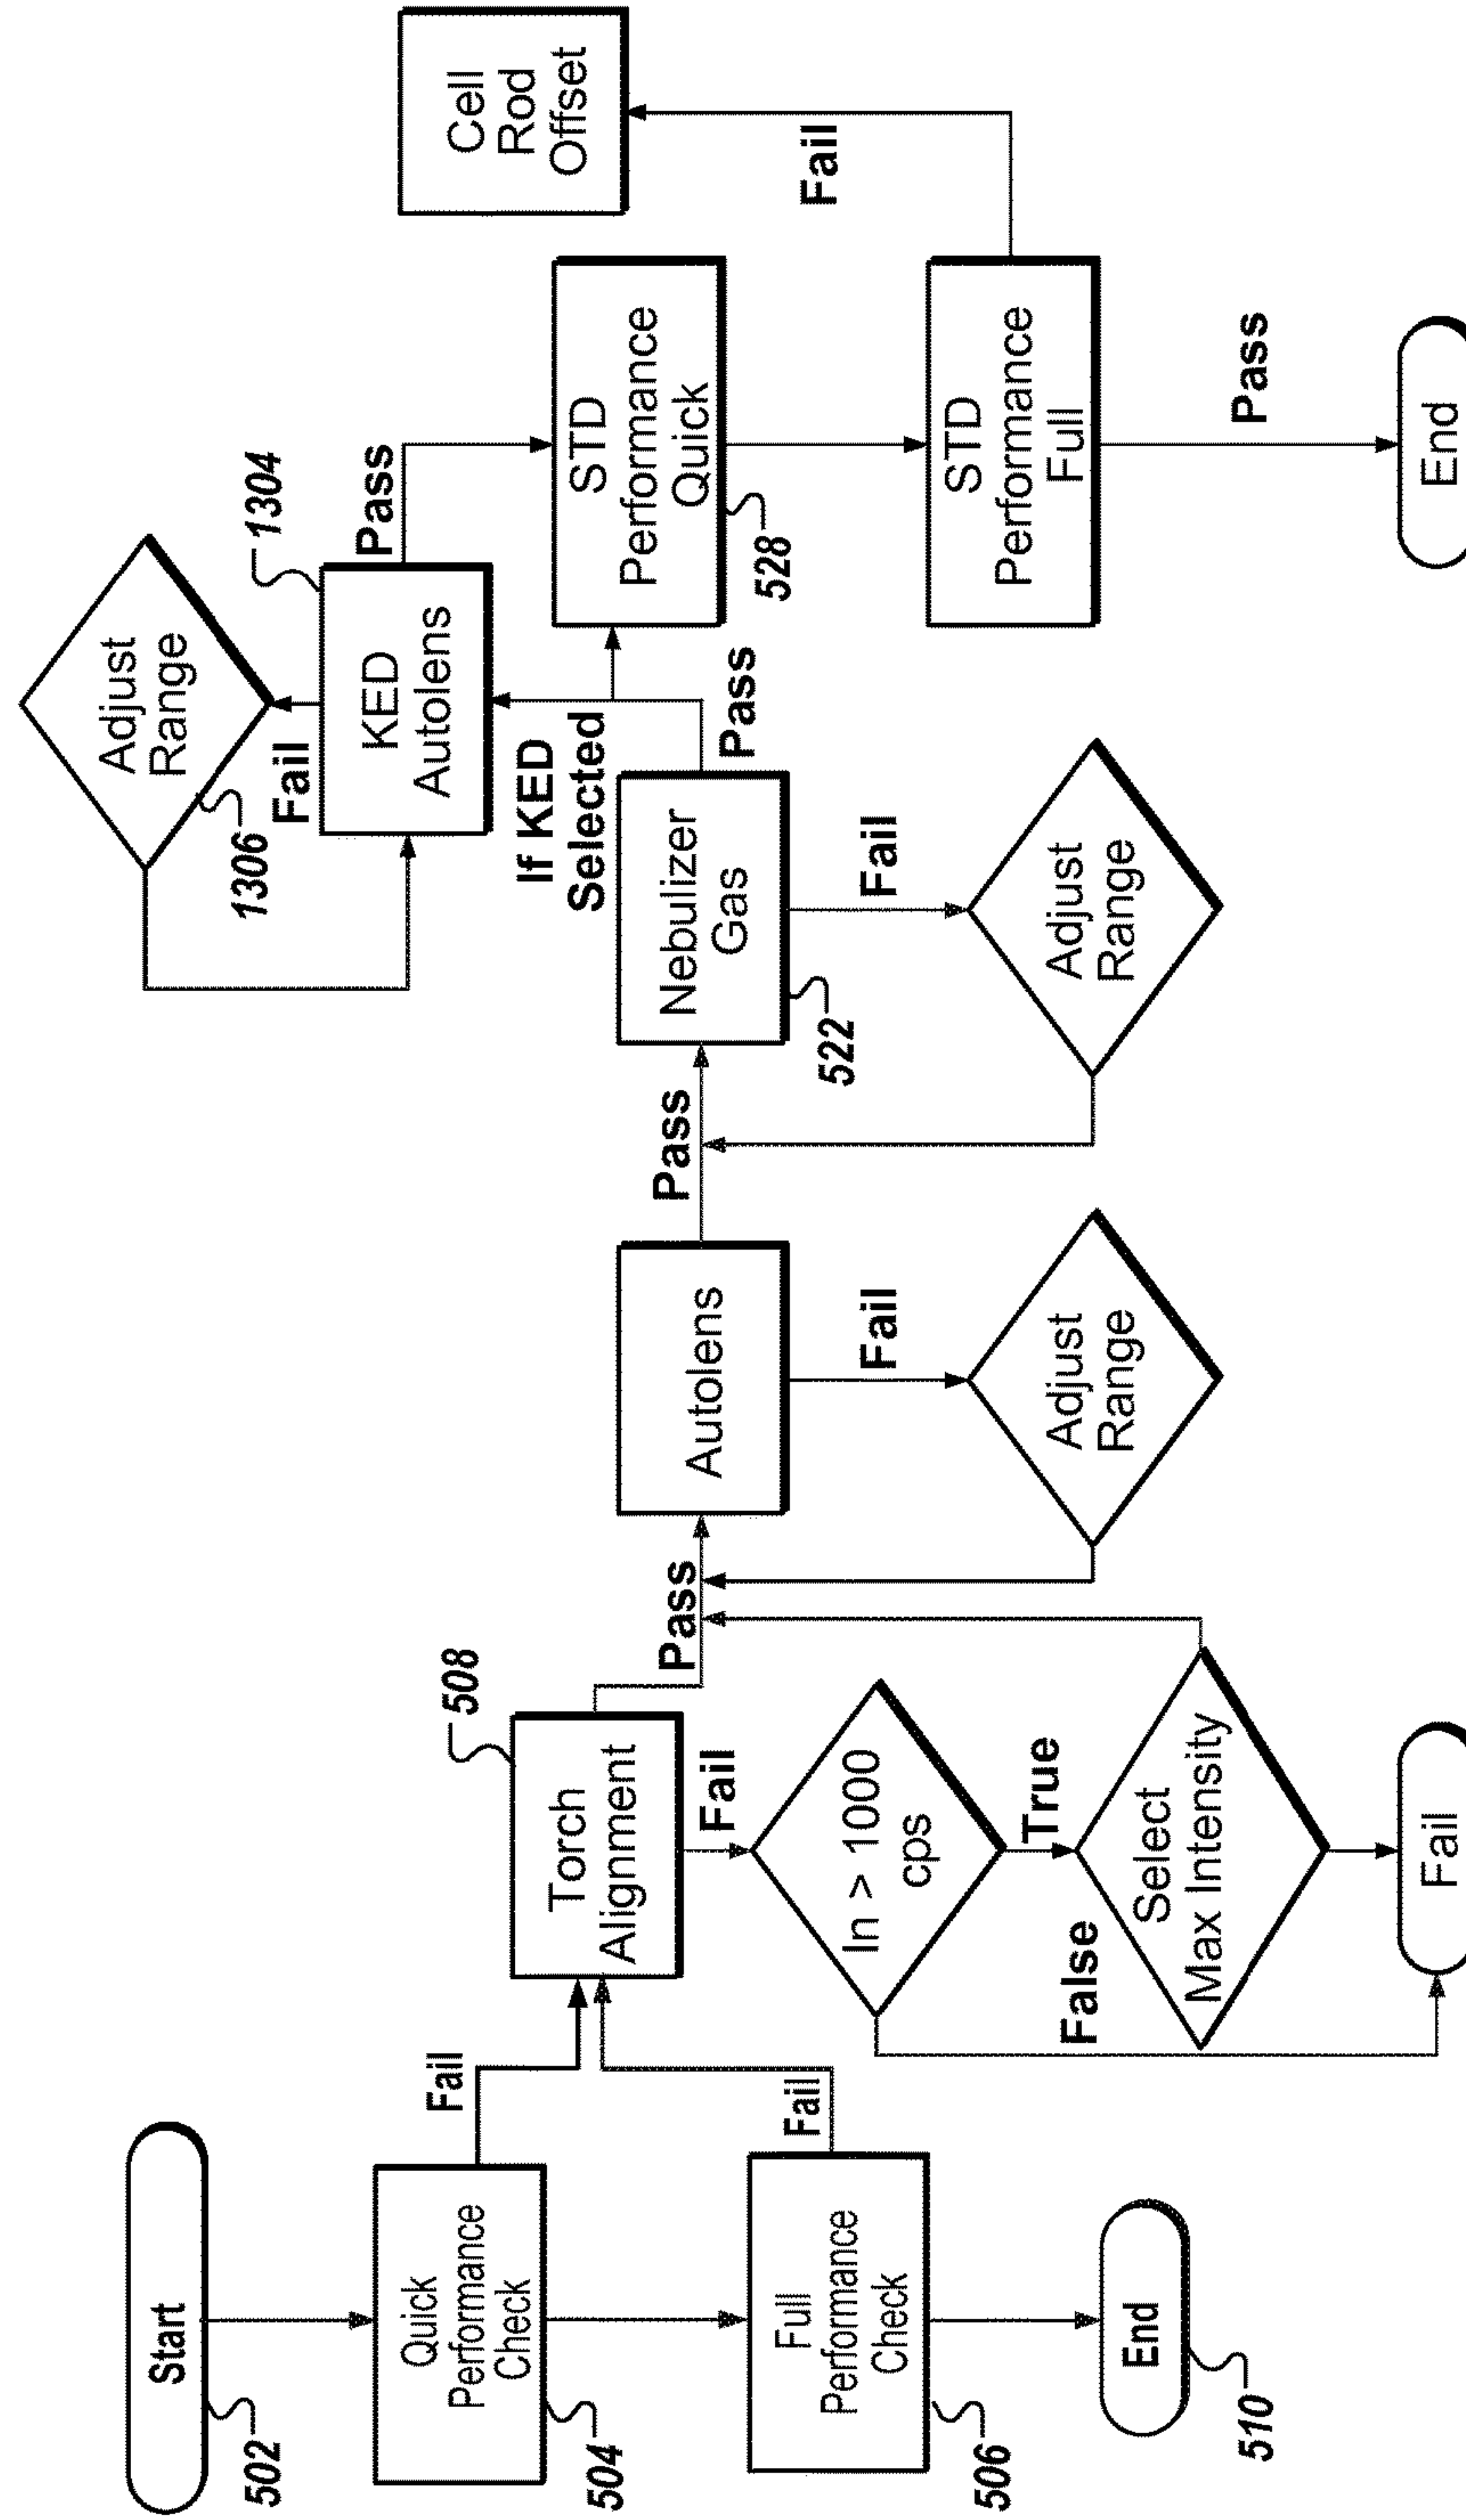 Start
502
Quick
Performance
Check
504
Fail
Full
Performance
Check
506
Fail
End
510
Torch
Alignment
508
Fail
In > 1000
cps
True
False
Select
Max Intensity
Fail
Pass
Autolens
Fail
Adjust
Range
Pass
Nebulizer
Gas
522
Fail
Adjust
Range
Pass
If KED
Selected
KED
Autolens
1304
Fail
Adjust
Range
1306
Pass
STD
Performance
Quick
528
STD
Performance
Full
Pass
End
Fail
Cell
Rod
Offset